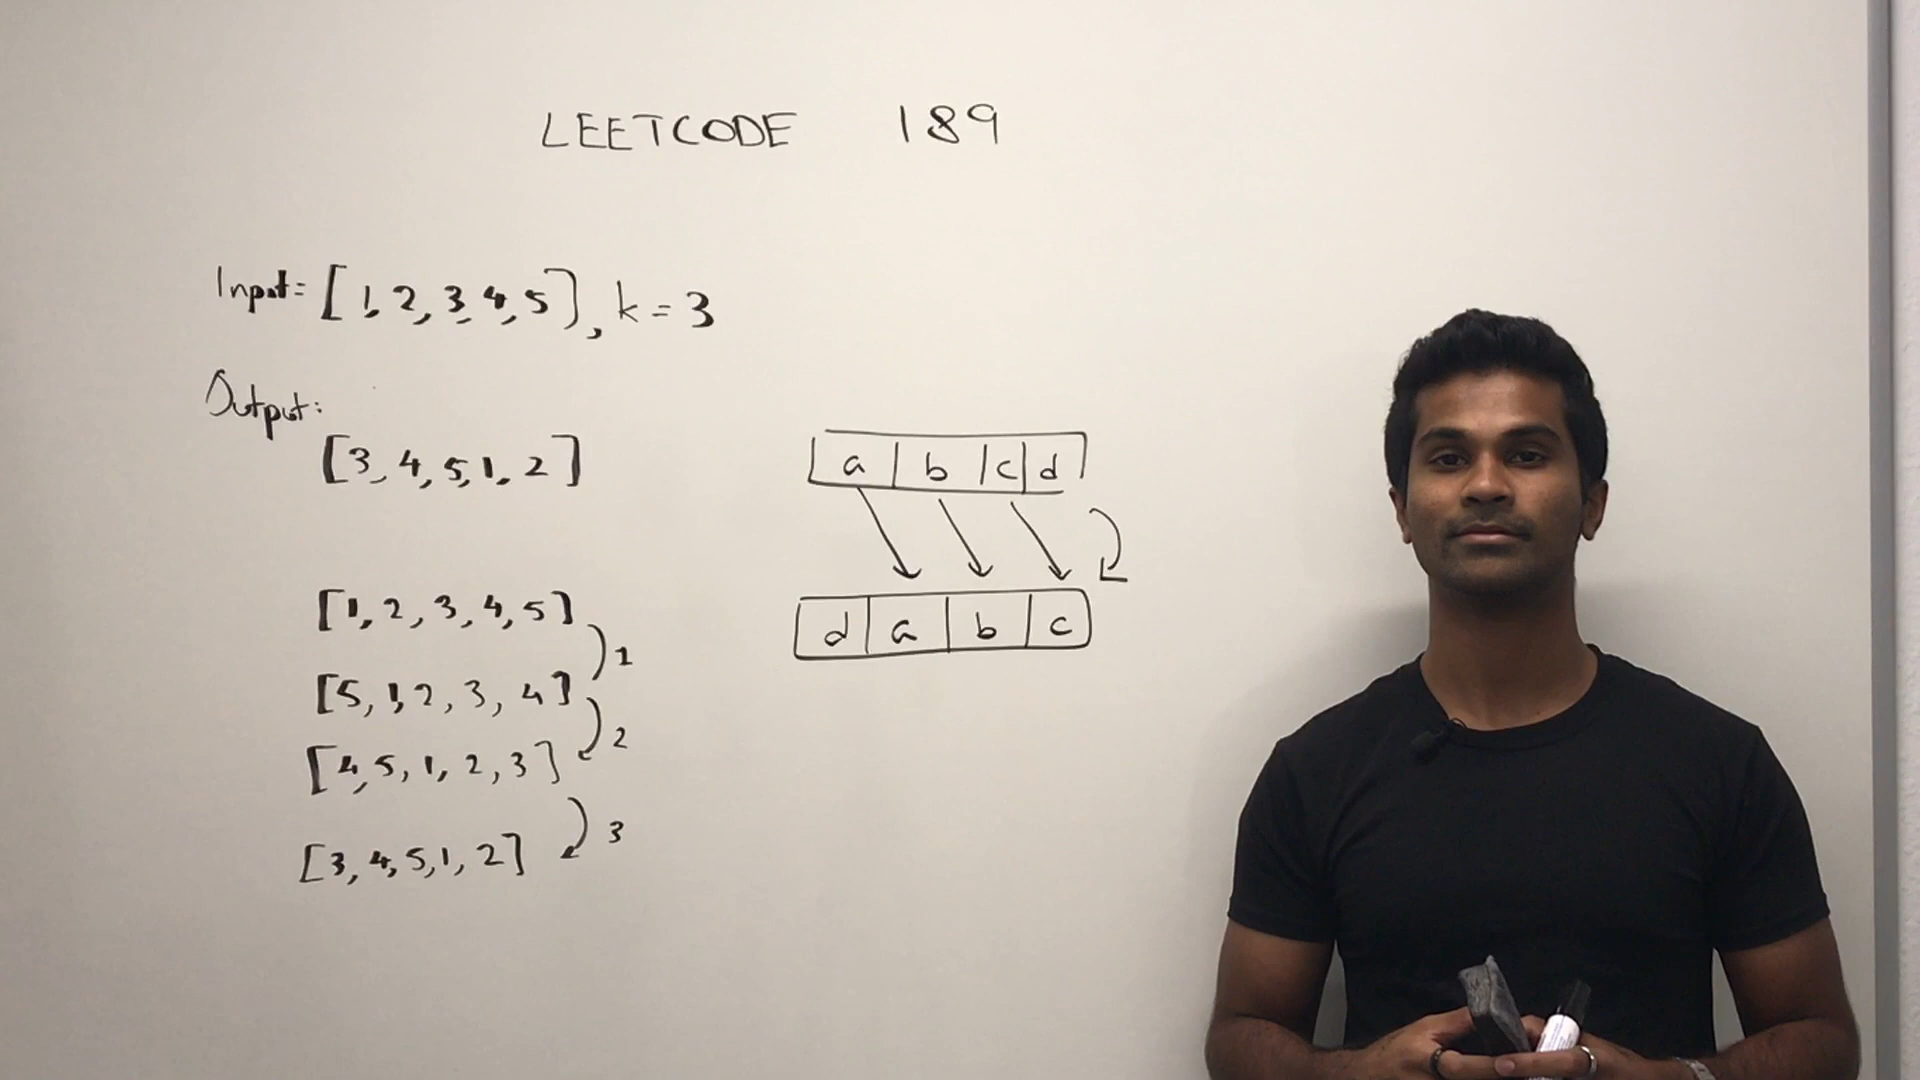 LEETCODE 189
Input= [1, 2, 3, 4, 5], k = 3
Output:
[3, 4, 5, 1, 2]
[1, 2, 3, 4, 5]
1
[5, 1, 2, 3, 4]
2
[4, 5, 1, 2, 3]
3
[3, 4, 5, 1, 2]
a b c d
d a b c